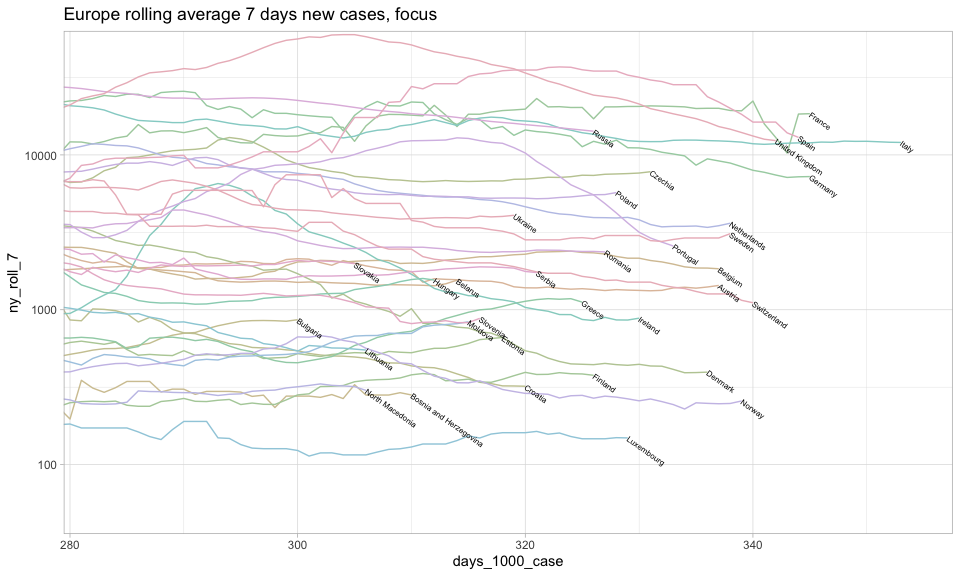 Europe rolling average 7 days new cases, focus
ny_roll_7
10000
1000
100
France
Russia
Spain
Italy
United Kingdom
Germany
Czechia
Poland
Ukraine
Netherlands
Sweden
Portugal
Romania
Slovakia
Belgium
Serbia
Hungary
Belarus
Austria
Switzerland
Greece
Ireland
Bulgaria
Slovenia
Moldova
Estonia
Lithuania
Finland
Denmark
Croatia
North Macedonia
Bosnia and Herzegovina
Norway
Luxembourg
280
300
320
340
days_1000_case